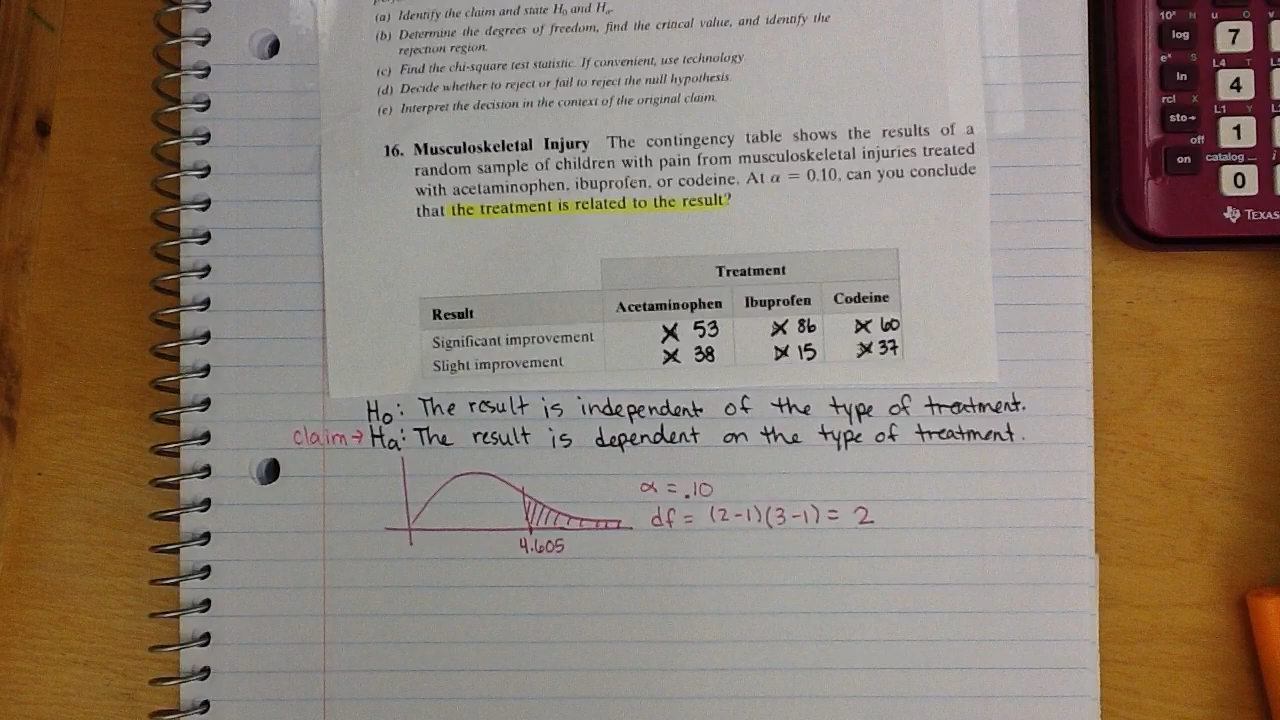 (a) Identify the claim and state H₀ and Hₐ.
(b) Determine the degrees of freedom, find the critical value, and identify the
rejection region.
(c) Find the chi-square test statistic. If convenient, use technology.
(d) Decide whether to reject or fail to reject the null hypothesis.
(e) Interpret the decision in the context of the original claim.
16. Musculoskeletal Injury The contingency table shows the results of a
random sample of children with pain from musculoskeletal injuries treated
with acetaminophen, ibuprofen, or codeine. At α = 0.10, can you conclude
that the treatment is related to the result?
Treatment
Result Acetaminophen Ibuprofen Codeine
Significant improvement 53 86 60
Slight improvement 38 15 37
H₀: The result is independent of the type of treatment.
claim→ Hₐ: The result is dependent on the type of treatment.
α = .10
df = (2-1)(3-1) = 2
4.605
10ˣ N U O V
log 7
eˣ S L4 T L5
ln 4
rcl X L1 Y L2
sto→ 1
off catalog i
on 0
TEXAS